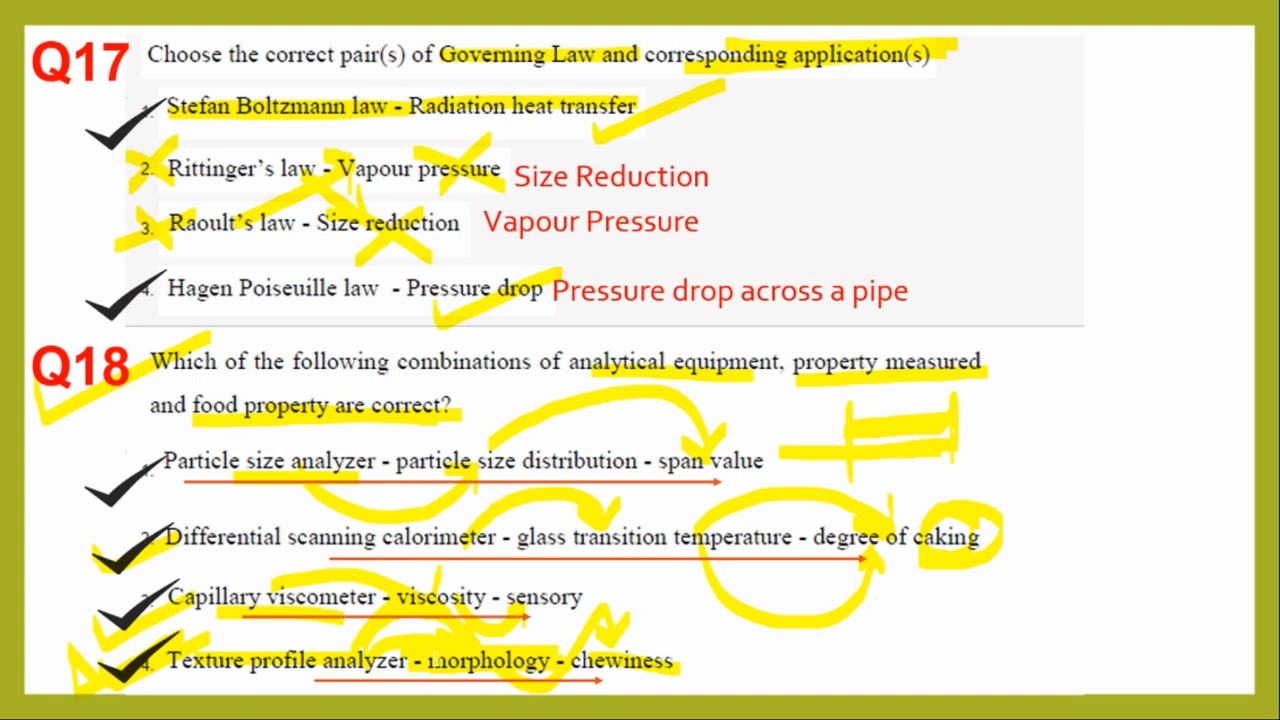 Q17 Choose the correct pair(s) of Governing Law and corresponding application(s)
1. Stefan Boltzmann law - Radiation heat transfer
2. Rittinger's law - Vapour pressure Size Reduction
3. Raoult's law - Size reduction Vapour Pressure
4. Hagen Poiseuille law - Pressure drop Pressure drop across a pipe
Q18 Which of the following combinations of analytical equipment, property measured
and food property are correct?
Particle size analyzer - particle size distribution - span value
Differential scanning calorimeter - glass transition temperature - degree of caking
Capillary viscometer - viscosity - sensory
4. Texture profile analyzer - morphology - chewiness